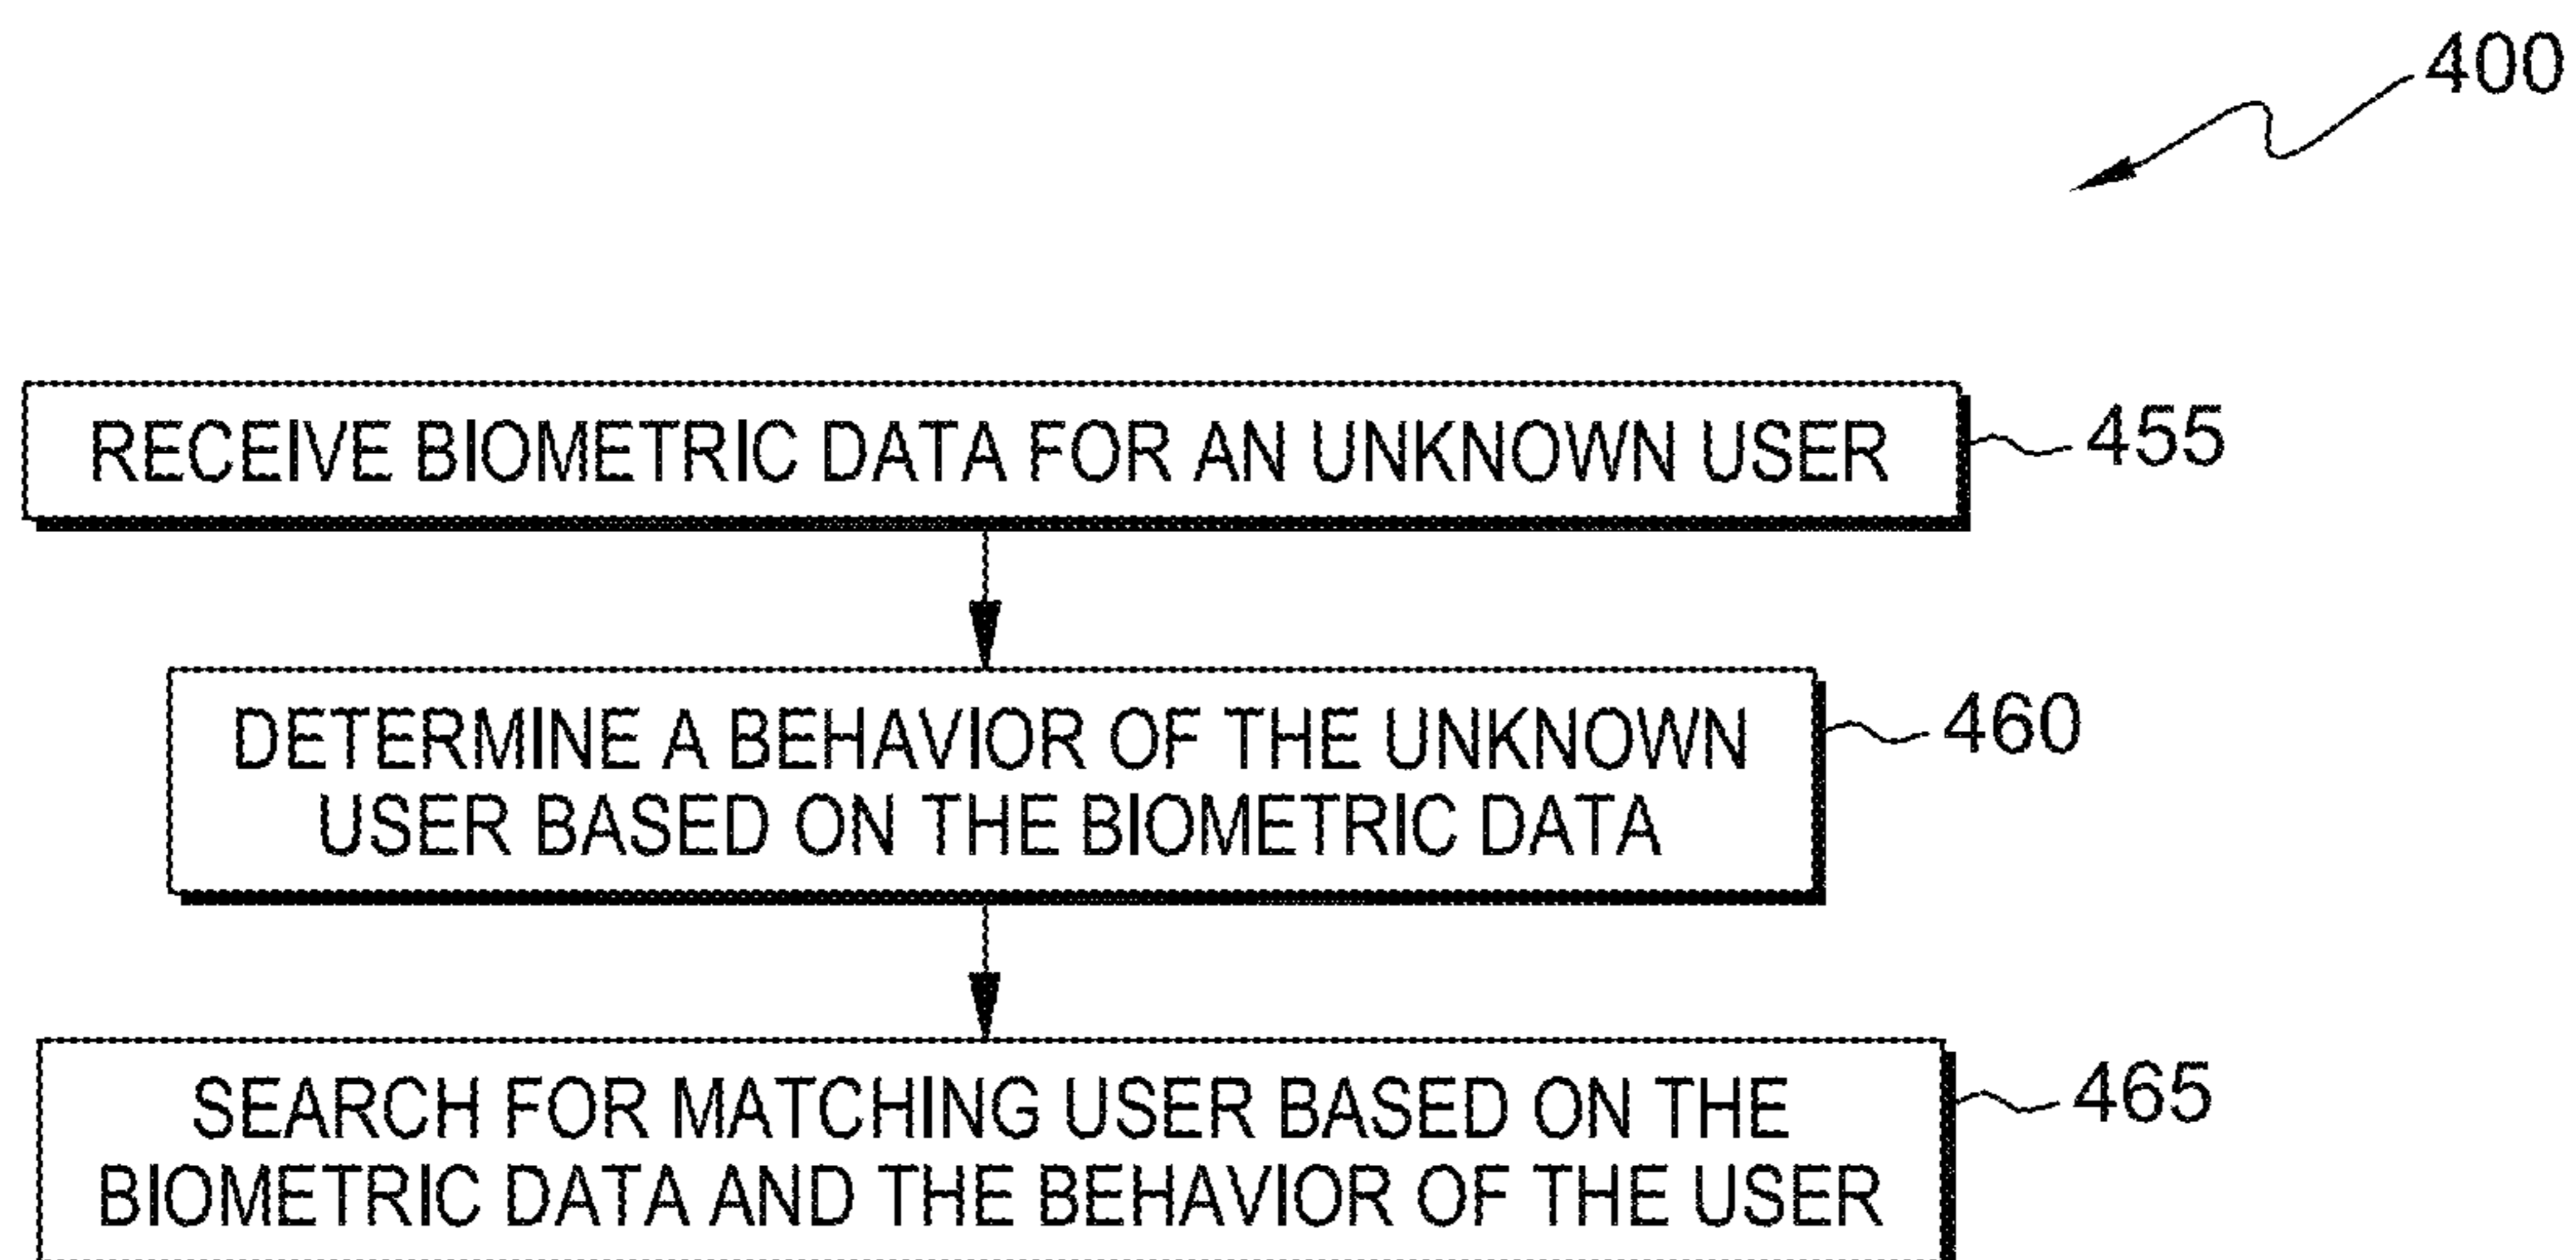 400
RECEIVE BIOMETRIC DATA FOR AN UNKNOWN USER
455
DETERMINE A BEHAVIOR OF THE UNKNOWN
USER BASED ON THE BIOMETRIC DATA
460
SEARCH FOR MATCHING USER BASED ON THE
BIOMETRIC DATA AND THE BEHAVIOR OF THE USER
465